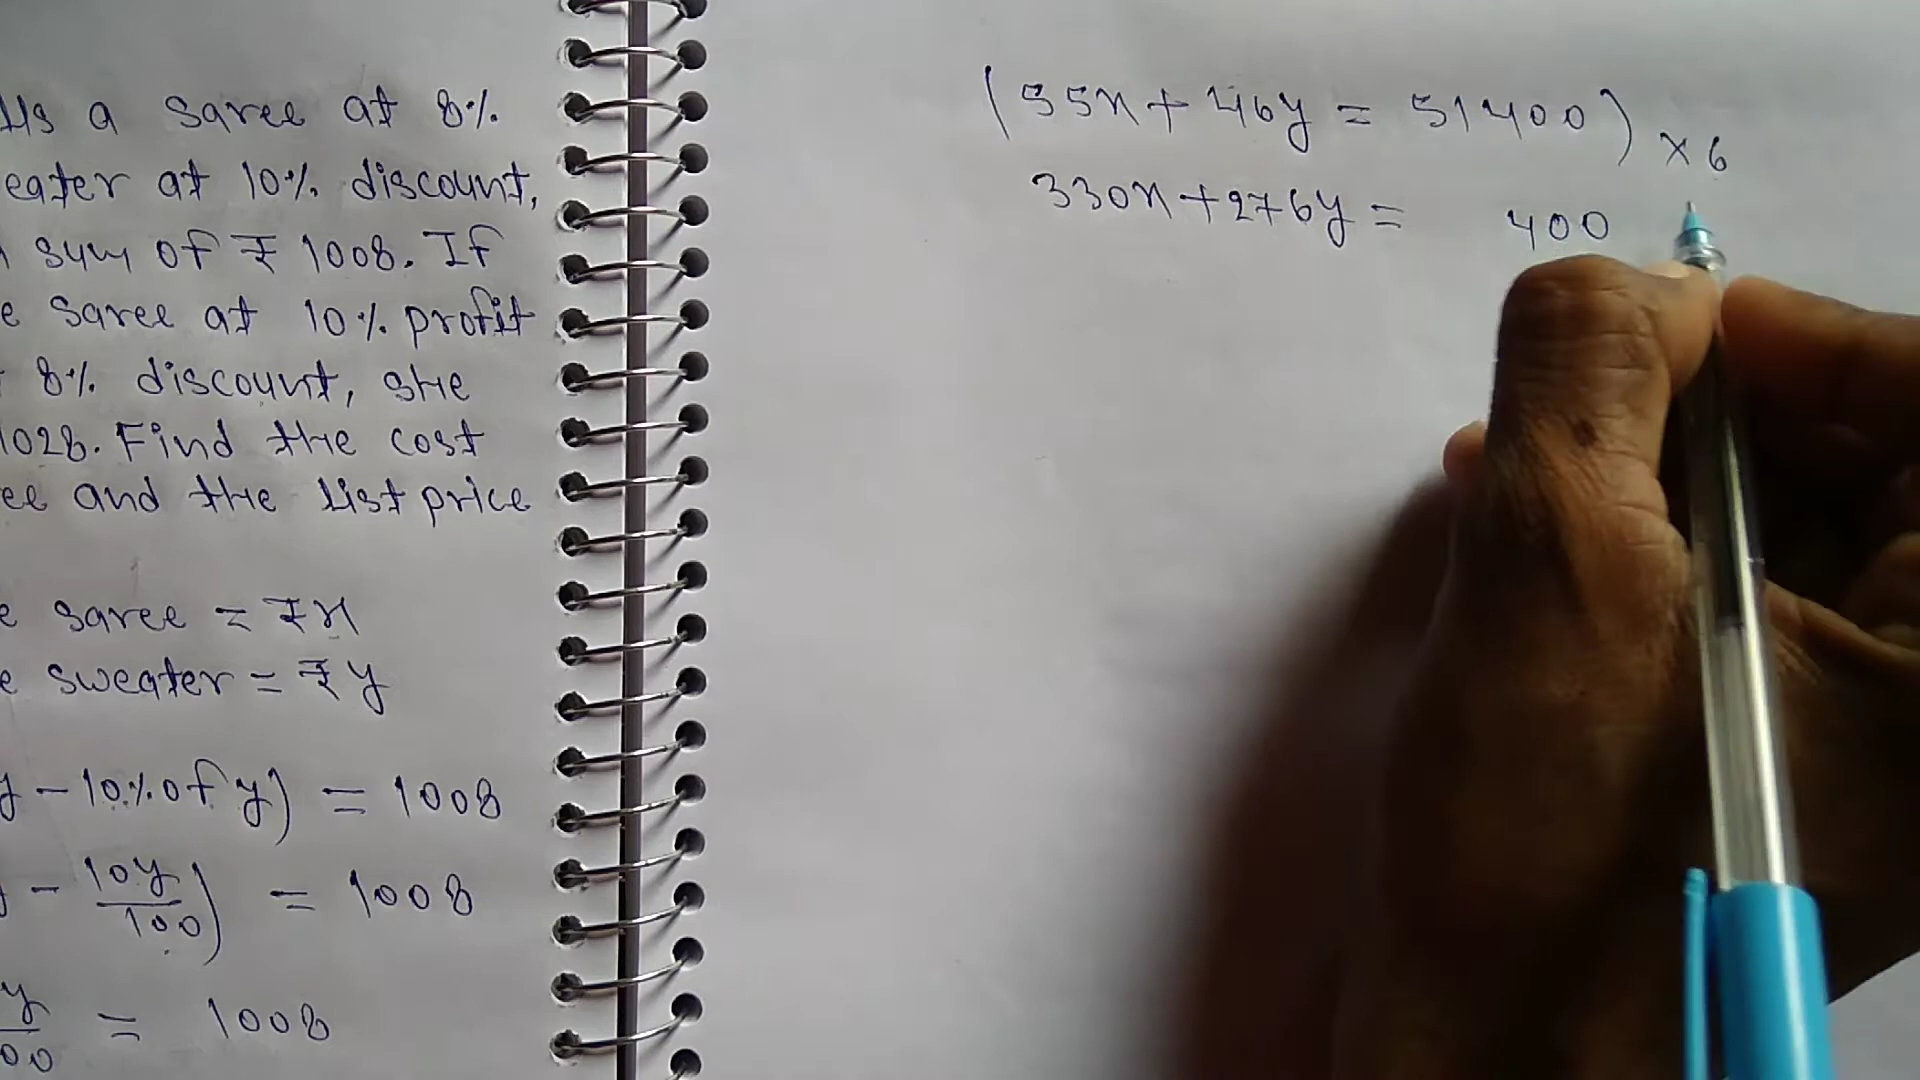 lls a saree at 8%
eater at 10% discount,
sum of ₹ 1008. If
e saree at 10% profit
8% discount, she
1028. Find the cost
ee and the list price
e saree = ₹x
e sweater = ₹y
y - 10% of y) = 1008
y - 10y/100) = 1008
y/00 = 1008
(55x + 46y = 51400) × 6
330x + 276y = 400